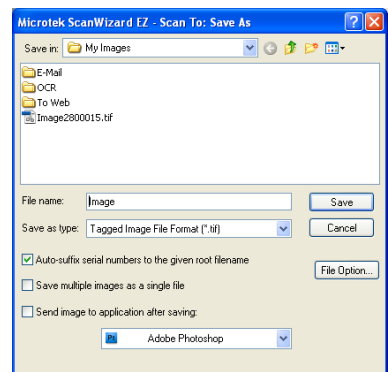 Microtek ScanWizard EZ - Scan To: Save As
Save in: My Images
E-Mail
OCR
To Web
Image2800015.tif
File name: Image Save
Save as type: Tagged Image File Format (*.tif) Cancel
Auto-suffix serial numbers to the given root filename
File Option...
Save multiple images as a single file
Send image to application after saving:
Ps Adobe Photoshop